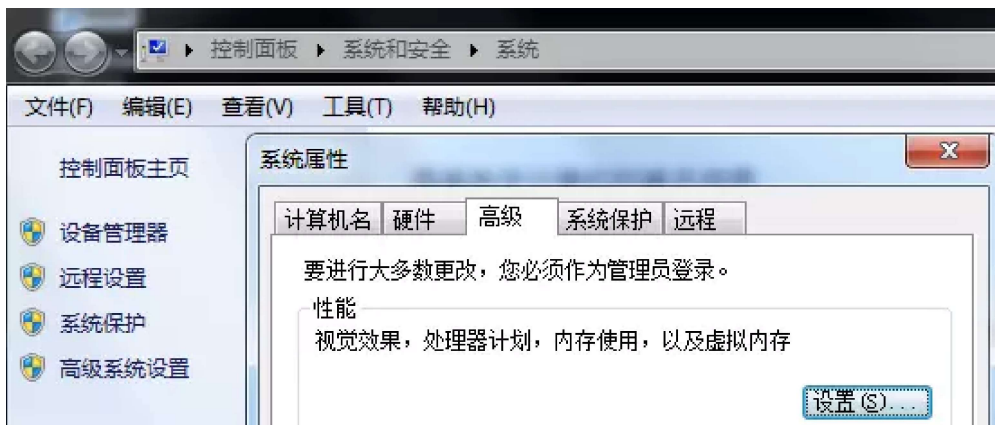 控制面板 ▸ 系统和安全 ▸ 系统
文件(F) 编辑(E) 查看(V) 工具(T) 帮助(H)
控制面板主页
设备管理器
远程设置
系统保护
高级系统设置
系统属性
计算机名 硬件 高级 系统保护 远程
要进行大多数更改，您必须作为管理员登录。
性能
视觉效果，处理器计划，内存使用，以及虚拟内存
设置(S)...